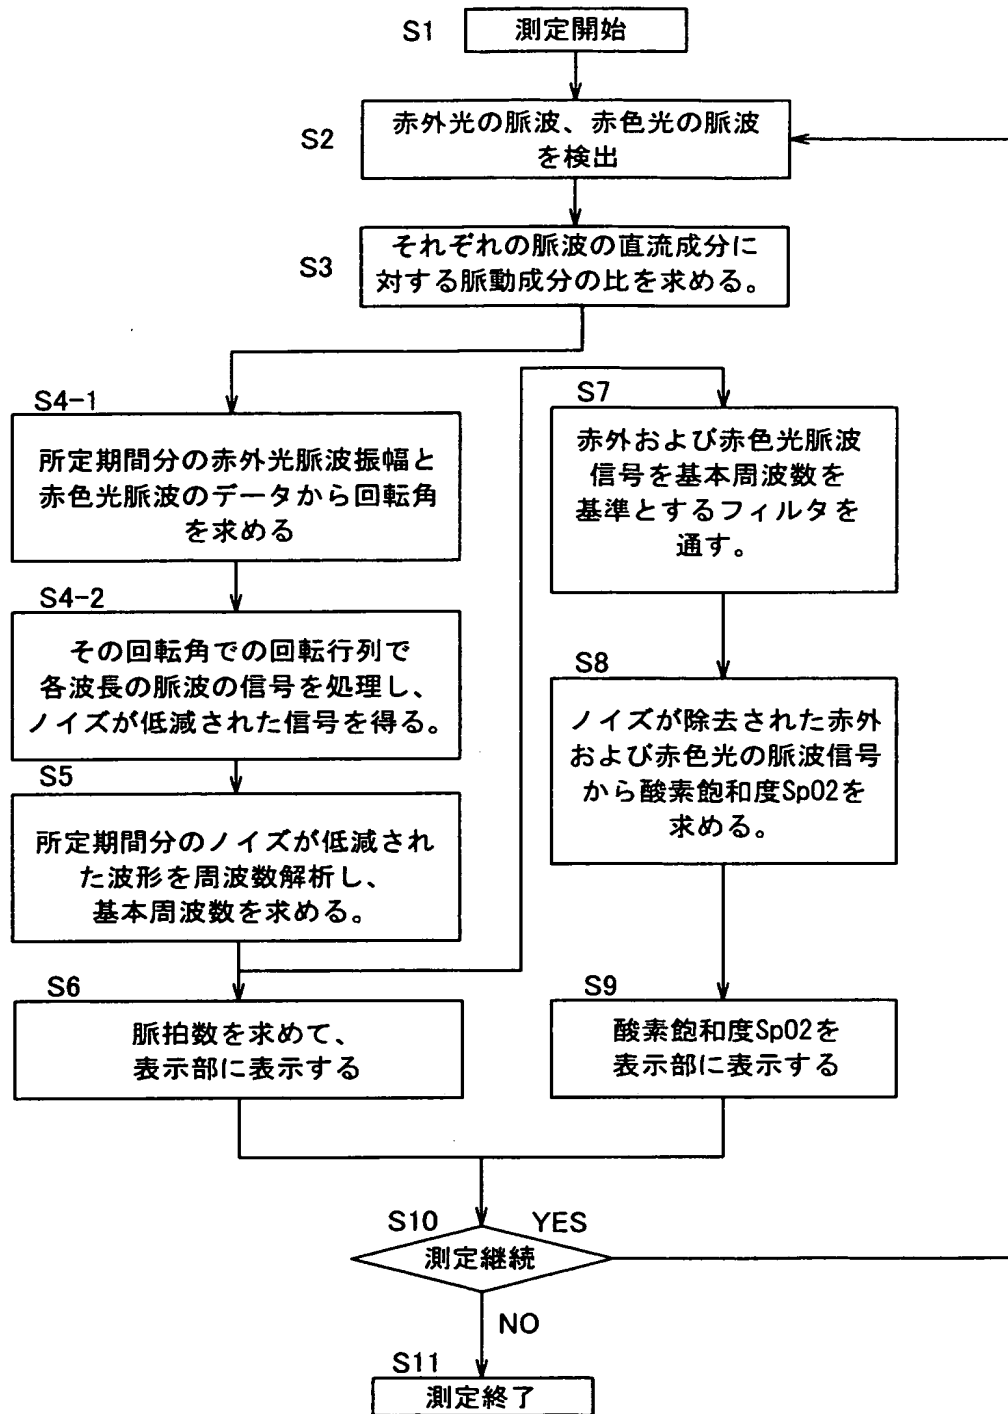 S1
測定開始
S2
赤外光の脈波、赤色光の脈波
を検出
S3
それぞれの脈波の直流成分に
対する脈動成分の比を求める。
S4-1
所定期間分の赤外光脈波振幅と
赤色光脈波のデータから回転角
を求める
S4-2
その回転角での回転行列で
各波長の脈波の信号を処理し、
ノイズが低減された信号を得る。
S5
所定期間分のノイズが低減され
た波形を周波数解析し、
基本周波数を求める。
S6
脈拍数を求めて、
表示部に表示する
S7
赤外および赤色光脈波
信号を基本周波数を
基準とするフィルタを
通す。
S8
ノイズが除去された赤外
および赤色光の脈波信号
から酸素飽和度SpO2を
求める。
S9
酸素飽和度SpO2を
表示部に表示する
S10
YES
測定継続
NO
S11
測定終了